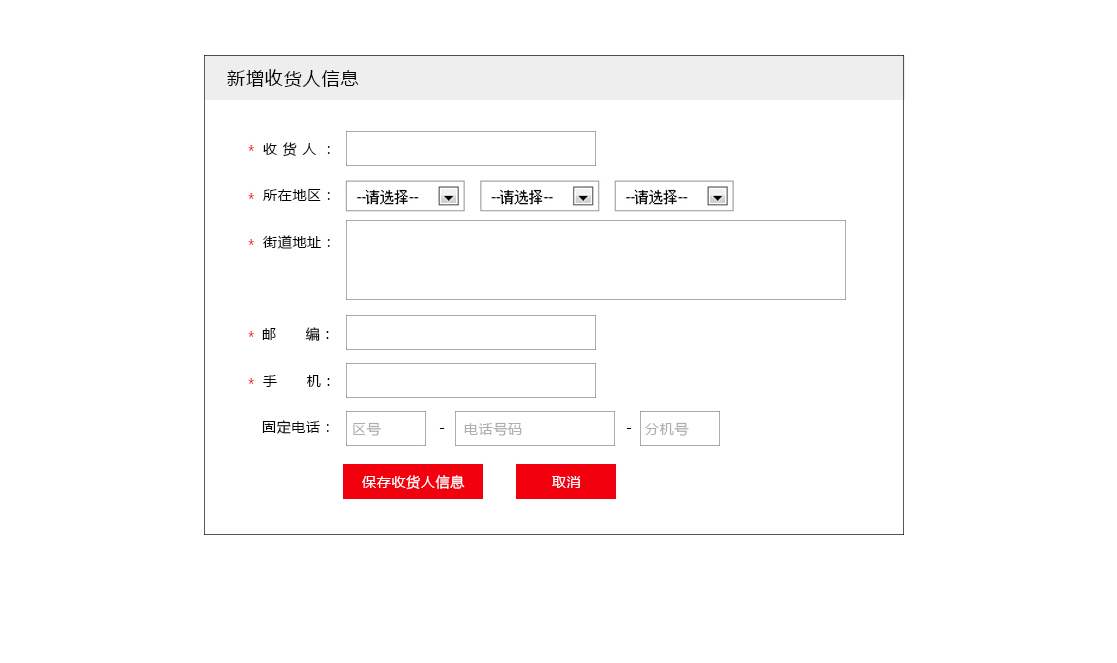 新增收货人信息
* 收 货 人 ：
* 所在地区： --请选择-- --请选择-- --请选择--
* 街道地址：
* 邮 编：
* 手 机：
固定电话： 区号 - 电话号码 - 分机号
保存收货人信息 取消